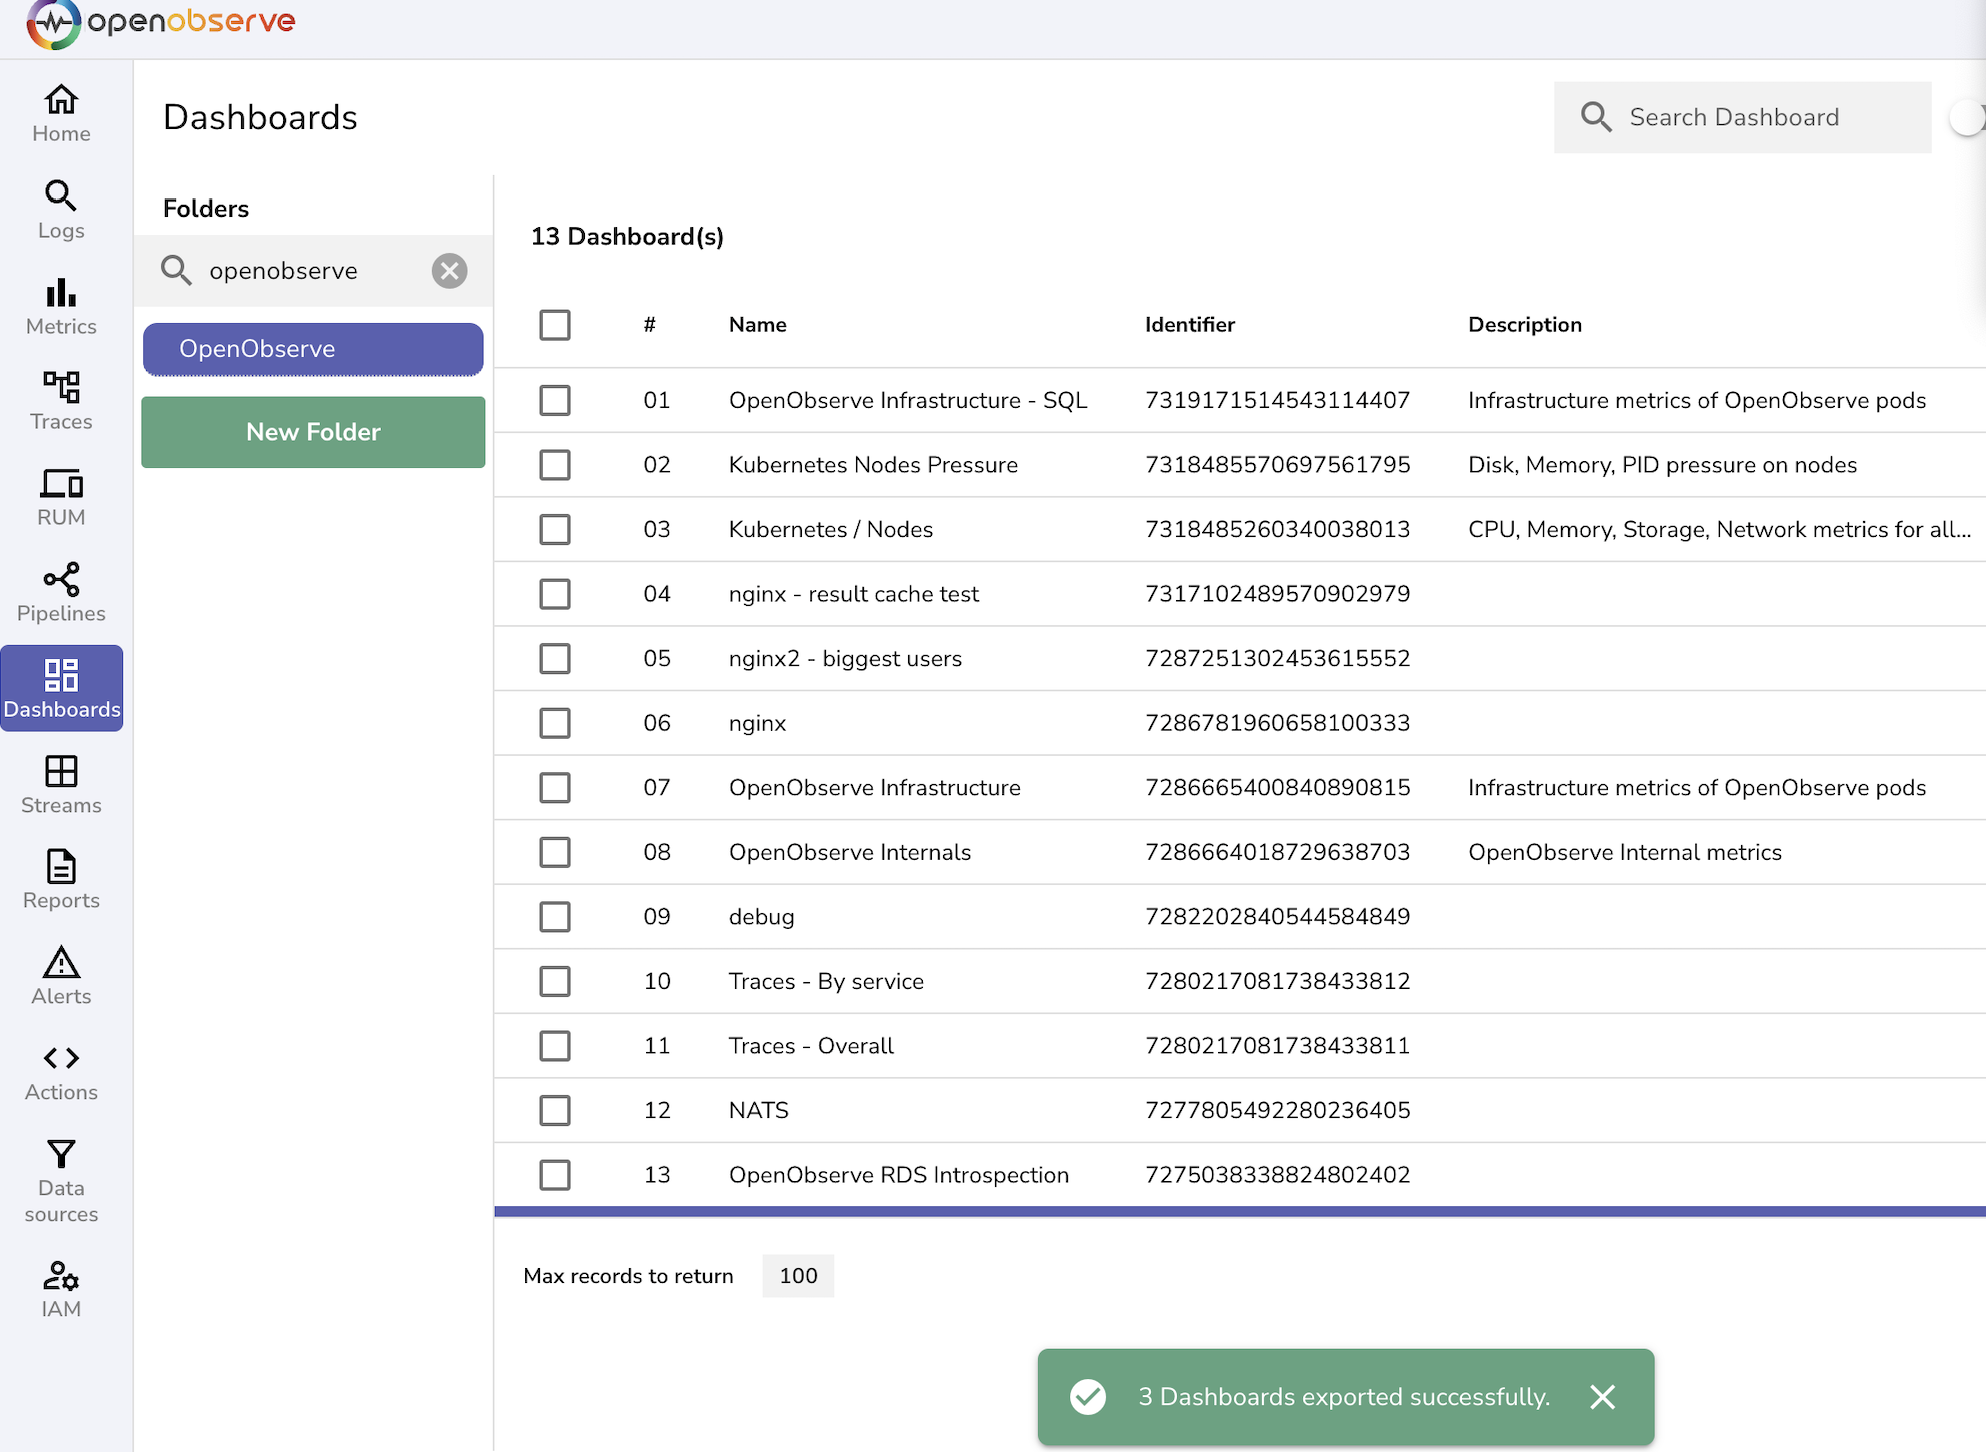 openobserve
Home
Logs
Metrics
Traces
RUM
Pipelines
Dashboards
Streams
Reports
Alerts
Actions
Data
sources
IAM
Dashboards
Search Dashboard
Folders
openobserve
OpenObserve
New Folder
13 Dashboard(s)
# Name Identifier Description
01 OpenObserve Infrastructure - SQL 7319171514543114407 Infrastructure metrics of OpenObserve pods
02 Kubernetes Nodes Pressure 7318485570697561795 Disk, Memory, PID pressure on nodes
03 Kubernetes / Nodes 7318485260340038013 CPU, Memory, Storage, Network metrics for all...
04 nginx - result cache test 7317102489570902979
05 nginx2 - biggest users 7287251302453615552
06 nginx 7286781960658100333
07 OpenObserve Infrastructure 7286665400840890815 Infrastructure metrics of OpenObserve pods
08 OpenObserve Internals 7286664018729638703 OpenObserve Internal metrics
09 debug 7282202840544584849
10 Traces - By service 7280217081738433812
11 Traces - Overall 7280217081738433811
12 NATS 7277805492280236405
13 OpenObserve RDS Introspection 7275038338824802402
Max records to return 100
3 Dashboards exported successfully.